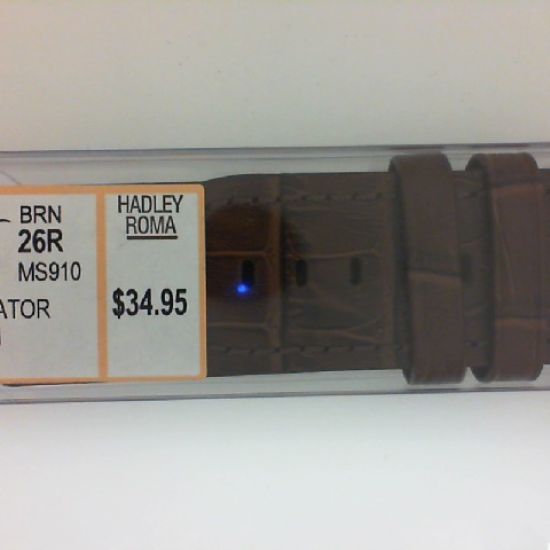 BRN
26R
MS910
ATOR
HADLEY
ROMA
$34.95